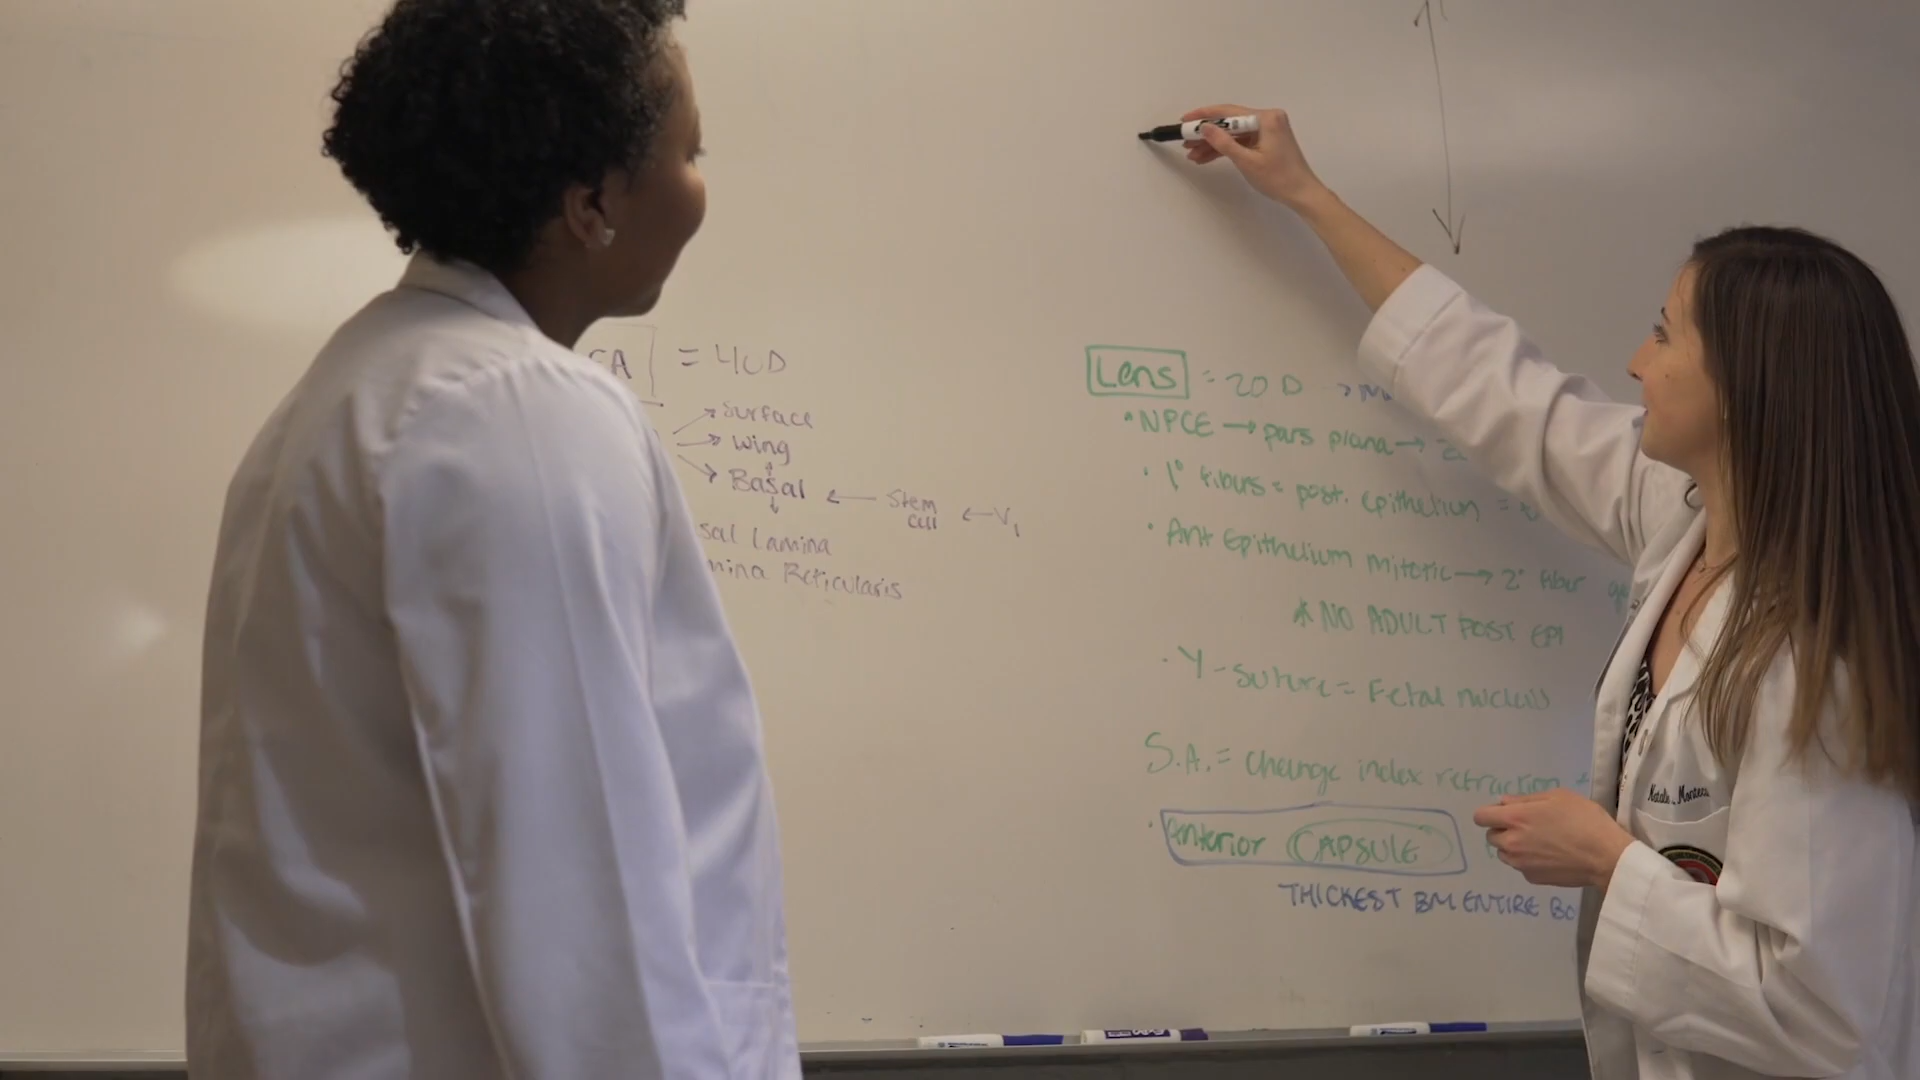 = 40D
Surface
wing
Basal ← Stem cell ← V₁
Lamina
Reticularis
Lens = 20 D
• NPCE → pars plana →
• 1° fibers = post. epithelium =
• Ant Epithelium mitotic → 2° fiber
* NO ADULT POST EPI
• Y-suture = Fetal nucleus
S.A. = change index refraction +
• Anterior CAPSULE
THICKEST BM ENTIRE
Natalie